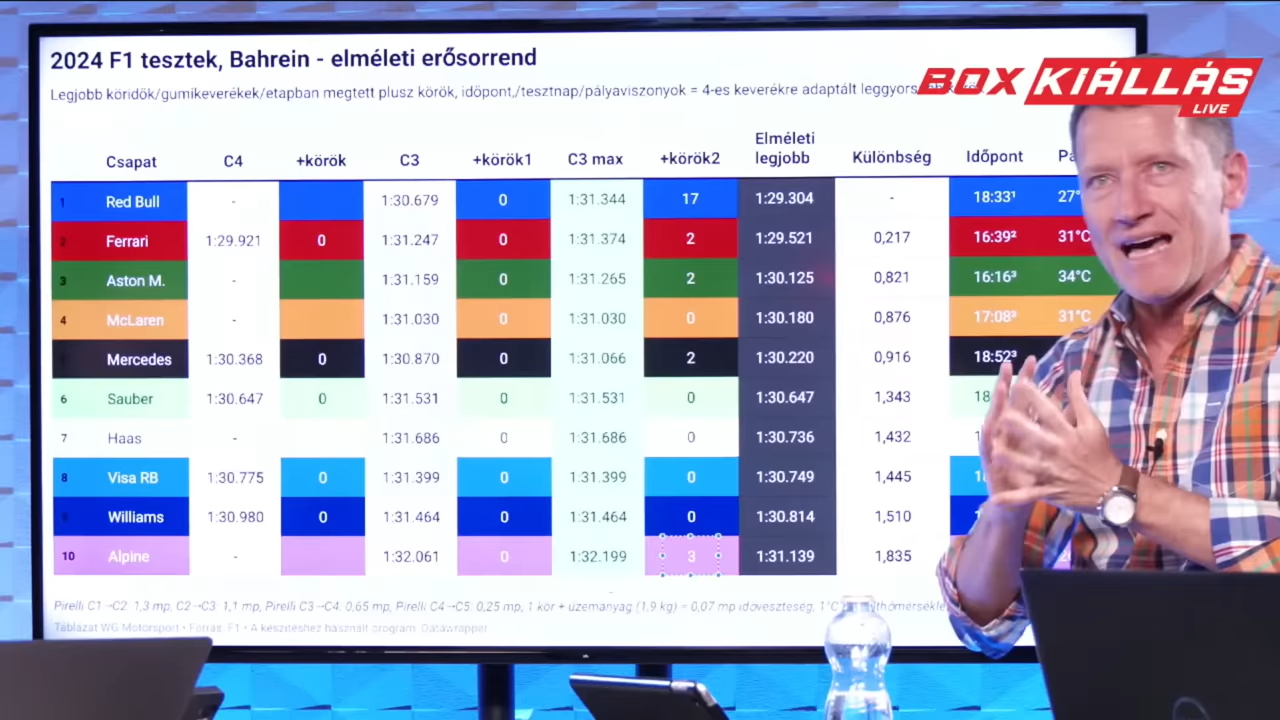 2024 F1 tesztek, Bahrein - elméleti erősorrend
BOX KIÁLLÁS
LIVE
Legjobb köridők/gumikeverékek/etapban megtett plusz körök, időpont,/tesztnap/pályaviszonyok = 4-es keverékre adaptált
Csapat C4 +körök C3 +körök1 C3 max +körök2 Elméleti legjobb Különbség Időpont
1 Red Bull - 1:30.679 0 1:31.344 17 1:29.304 - 18:33¹ 27°
2 Ferrari 1:29.921 0 1:31.247 0 1:31.374 2 1:29.521 0,217 16:39² 31°C
3 Aston M. - 1:31.159 0 1:31.265 2 1:30.125 0,821 16:16³ 34°C
4 McLaren - 1:31.030 0 1:31.030 0 1:30.180 0,876 17:08³ 31°C
Mercedes 1:30.368 0 1:30.870 0 1:31.066 2 1:30.220 0,916 18:52³
6 Sauber 1:30.647 0 1:31.531 0 1:31.531 0 1:30.647 1,343 18
7 Haas - 1:31.686 0 1:31.686 0 1:30.736 1,432
8 Visa RB 1:30.775 0 1:31.399 0 1:31.399 0 1:30.749 1,445
Williams 1:30.980 0 1:31.464 0 1:31.464 0 1:30.814 1,510
10 Alpine - 1:32.061 0 1:32.199 3 1:31.139 1,835
Pirelli C1→C2: 1,3 mp, C2→C3: 1,1 mp, Pirelli C3→C4: 0,65 mp, Pirelli C4→C5: 0,25 mp, 1 kör + üzemanyag (1,9 kg) = 0,07 mp időveszteség, 1°C
Táblázat WG Motorsport • Forrás: F1 • A készítéshez használt program: Datawrapper